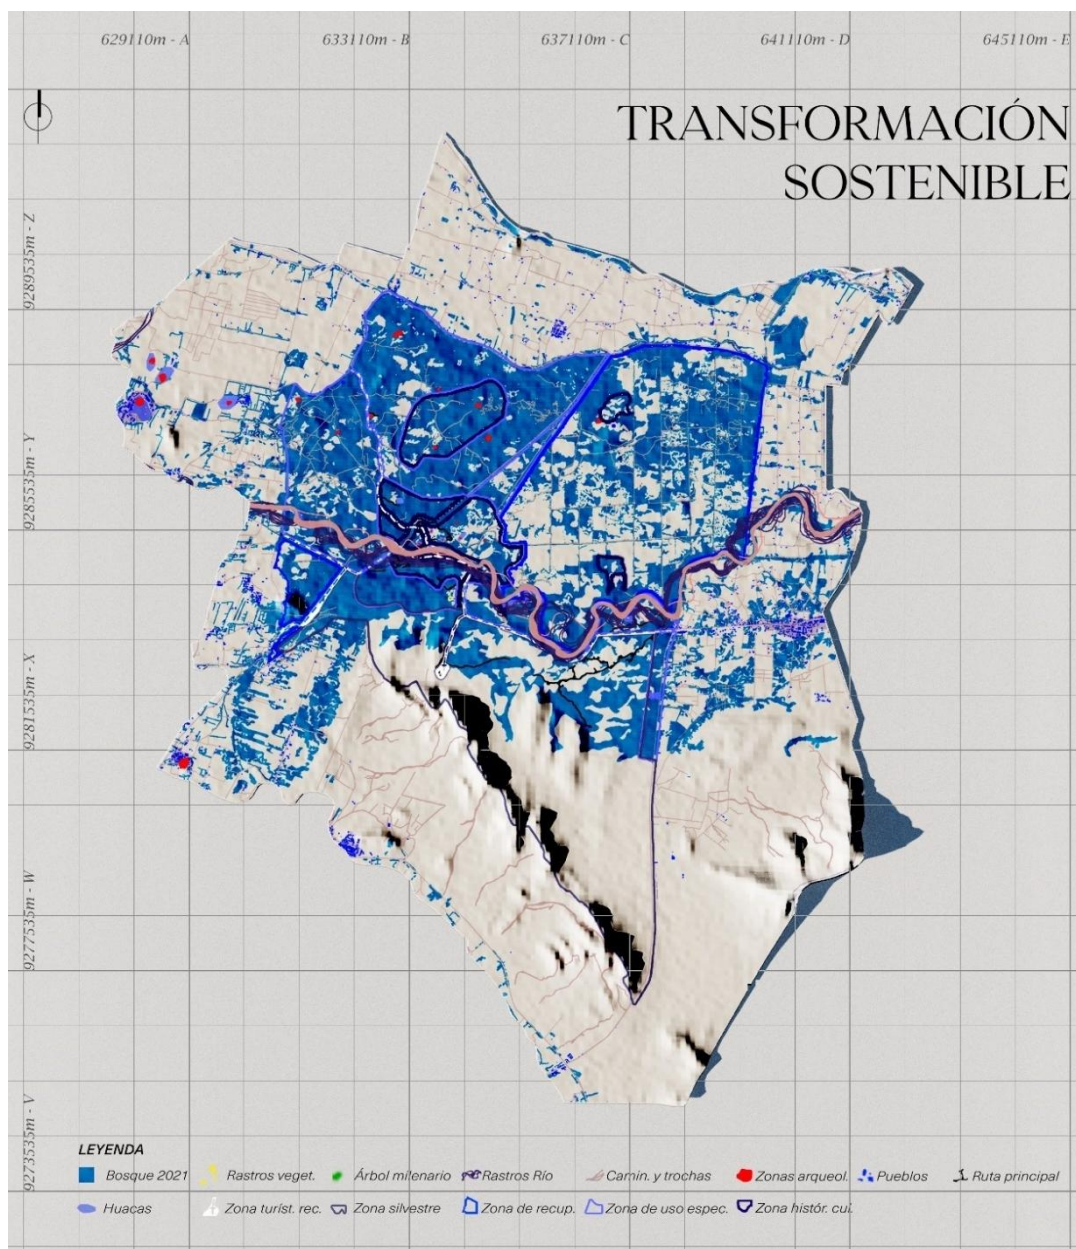 629110m - A 633110m - B 637110m - C 641110m - D 645110m - E
TRANSFORMACIÓN
SOSTENIBLE
9289535m - Z
9285535m - Y
9281535m - X
9277535m - W
9273535m - V
LEYENDA
Bosque 2021 Rastros veget. Árbol milenario Rastros Río Camin. y trochas Zonas arqueol. Pueblos Ruta principal
Huacas Zona turíst. rec. Zona silvestre Zona de recup. Zona de uso espec. Zona histór. cul.